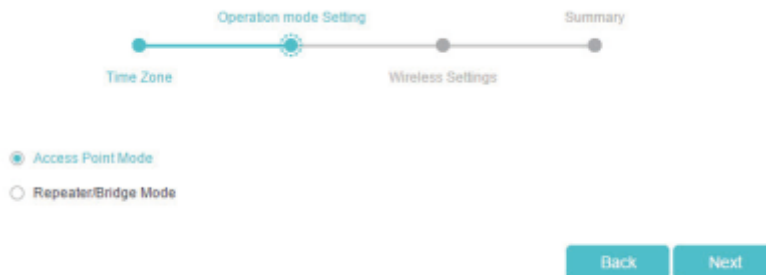 Operation mode Setting
Summary
Time Zone
Wireless Settings
Access Point Mode
Repeater/Bridge Mode
Back
Next